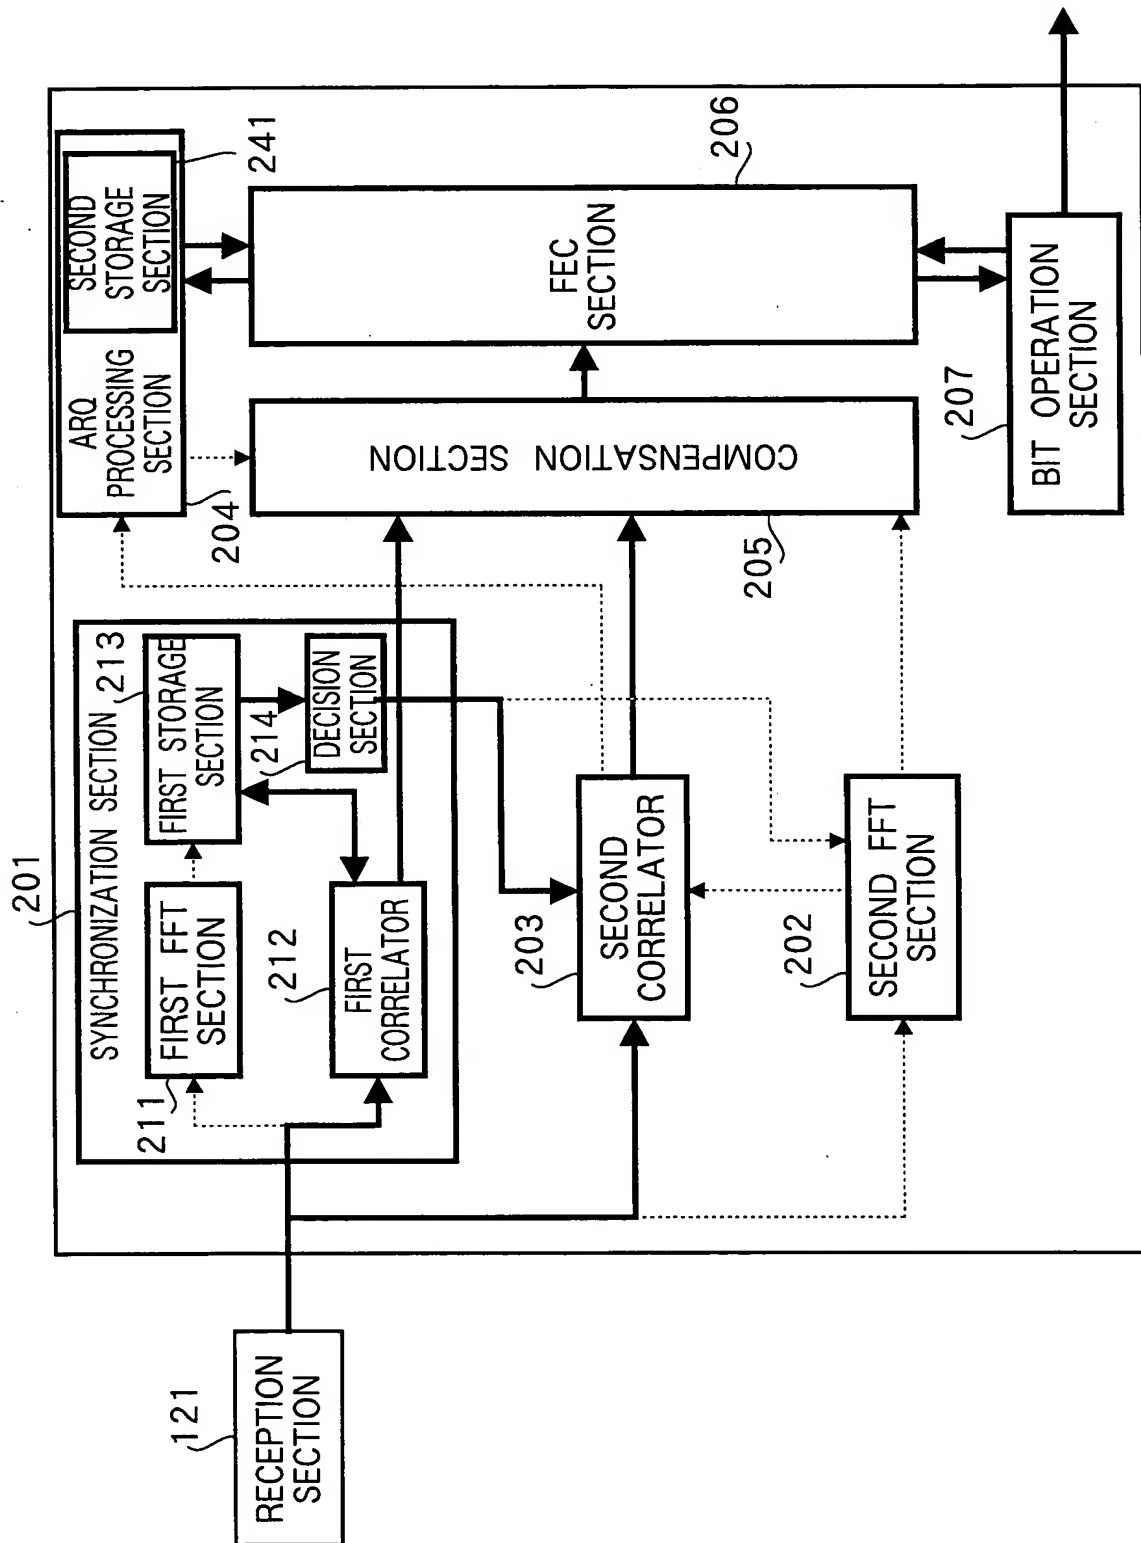 121
RECEPTION
SECTION
201
SYNCHRONIZATION SECTION
211
FIRST FFT
SECTION
213
FIRST STORAGE
SECTION
212
FIRST
CORRELATOR
214
DECISION
SECTION
203
SECOND
CORRELATOR
202
SECOND FFT
SECTION
204
ARQ
PROCESSING
SECTION
SECOND
STORAGE
SECTION
241
205
COMPENSATION SECTION
206
FEC
SECTION
207
BIT OPERATION
SECTION